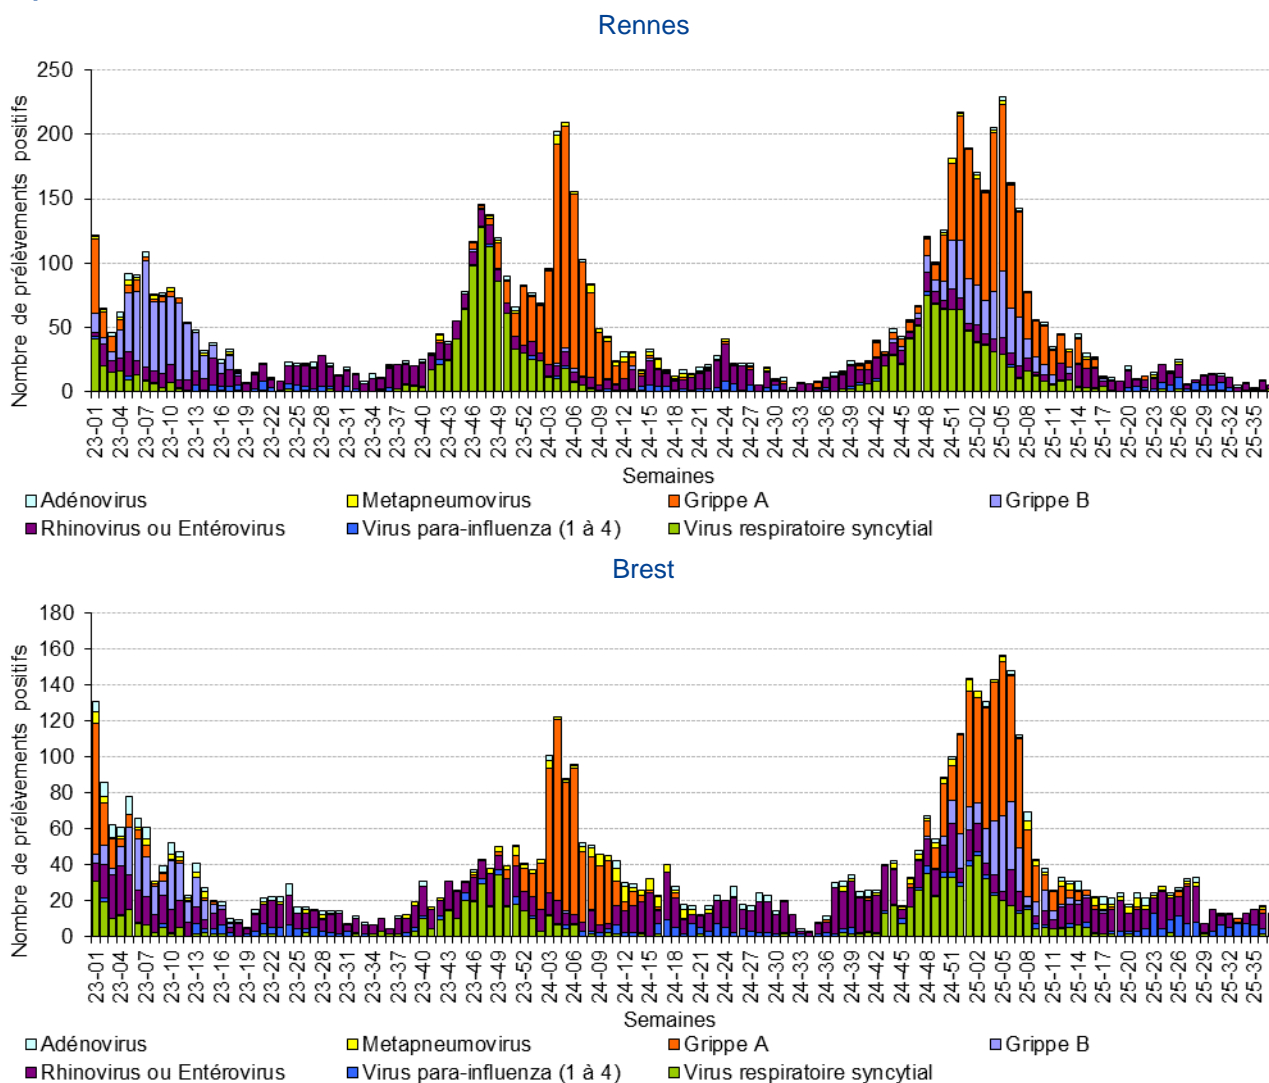 Rennes
Nombre de prélèvements positifs
250
200
150
100
50
0
23-01 23-04 23-07 23-10 23-13 23-16 23-19 23-22 23-25 23-28 23-31 23-34 23-37 23-40 23-43 23-46 23-49 23-52 24-03 24-06 24-09 24-12 24-15 24-18 24-21 24-24 24-27 24-30 24-33 24-36 24-39 24-42 24-45 24-48 24-51 25-02 25-05 25-08 25-11 25-14 25-17 25-20 25-23 25-26 25-29 25-32 25-35
Semaines
Adénovirus Metapneumovirus Grippe A Grippe B
Rhinovirus ou Entérovirus Virus para-influenza (1 à 4) Virus respiratoire syncytial
Brest
Nombre de prélèvements positifs
180
160
140
120
100
80
60
40
20
0
23-01 23-04 23-07 23-10 23-13 23-16 23-19 23-22 23-25 23-28 23-31 23-34 23-37 23-40 23-43 23-46 23-49 23-52 24-03 24-06 24-09 24-12 24-15 24-18 24-21 24-24 24-27 24-30 24-33 24-36 24-39 24-42 24-45 24-48 24-51 25-02 25-05 25-08 25-11 25-14 25-17 25-20 25-23 25-26 25-29 25-32 25-35
Semaines
Adénovirus Metapneumovirus Grippe A Grippe B
Rhinovirus ou Entérovirus Virus para-influenza (1 à 4) Virus respiratoire syncytial